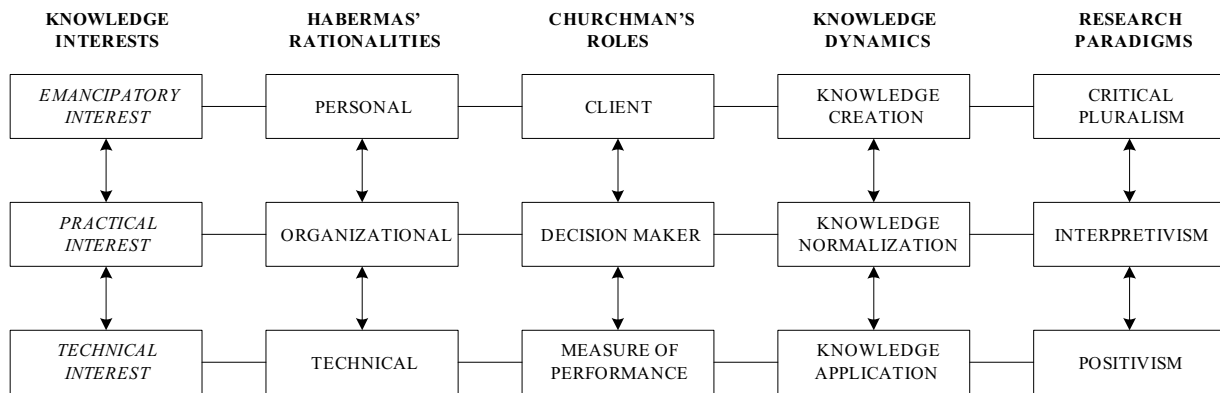 KNOWLEDGE
INTERESTS
HABERMAS’
RATIONALITIES
CHURCHMAN’S
ROLES
KNOWLEDGE
DYNAMICS
RESEARCH
PARADIGMS
EMANCIPATORY
INTEREST
PERSONAL
CLIENT
KNOWLEDGE
CREATION
CRITICAL
PLURALISM
PRACTICAL
INTEREST
ORGANIZATIONAL
DECISION MAKER
KNOWLEDGE
NORMALIZATION
INTERPRETIVISM
TECHNICAL
INTEREST
TECHNICAL
MEASURE OF
PERFORMANCE
KNOWLEDGE
APPLICATION
POSITIVISM